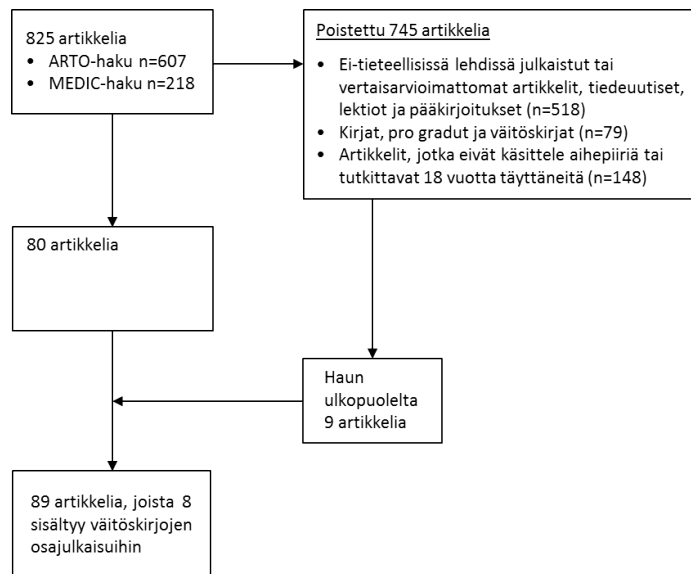 825 artikkelia
• ARTO-haku n=607
• MEDIC-haku n=218
Poistettu 745 artikkelia
• Ei-tieteellisissä lehdissä julkaistut tai
vertaisarvioimattomat artikkelit, tiedeuutiset,
lektiot ja pääkirjoitukset (n=518)
• Kirjat, pro gradut ja väitöskirjat (n=79)
• Artikkelit, jotka eivät käsittele aihepiiriä tai
tutkittavat 18 vuotta täyttäneitä (n=148)
80 artikkelia
Haun
ulkopuolelta
9 artikkelia
89 artikkelia, joista 8
sisältyy väitöskirjojen
osajulkaisuihin